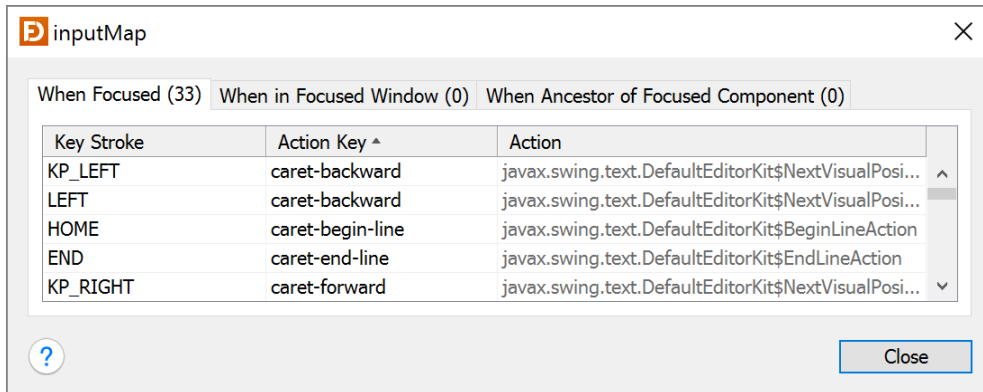 inputMap
When Focused (33) When in Focused Window (0) When Ancestor of Focused Component (0)
Key Stroke Action Key Action
KP_LEFT caret-backward javax.swing.text.DefaultEditorKit$NextVisualPosi...
LEFT caret-backward javax.swing.text.DefaultEditorKit$NextVisualPosi...
HOME caret-begin-line javax.swing.text.DefaultEditorKit$BeginLineAction
END caret-end-line javax.swing.text.DefaultEditorKit$EndLineAction
KP_RIGHT caret-forward javax.swing.text.DefaultEditorKit$NextVisualPosi...
? Close